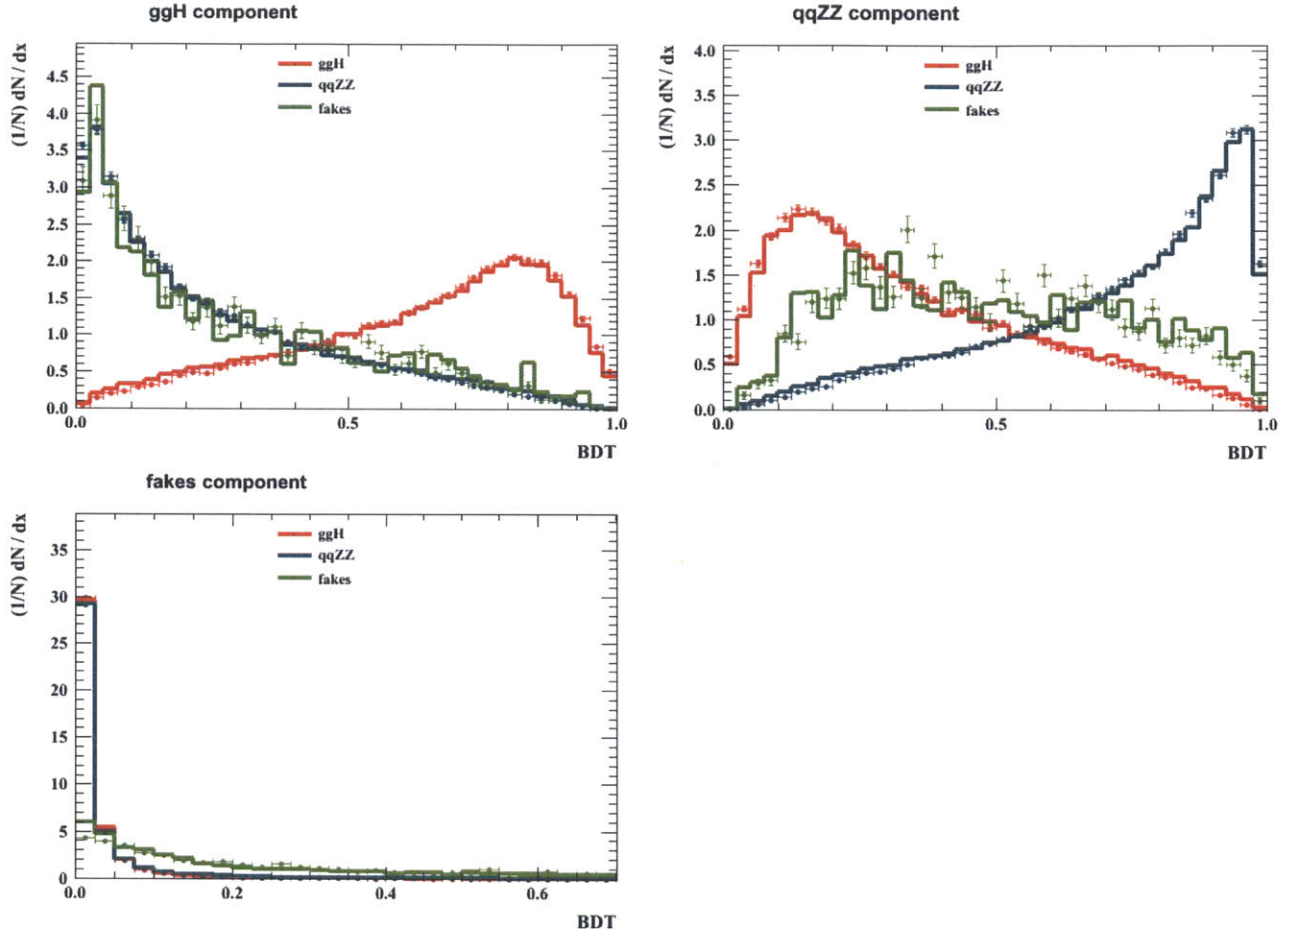 ggH component
(1/N) dN / dx
4.5
4.0
3.5
3.0
2.5
2.0
1.5
1.0
0.5
0.0
ggH
qqZZ
fakes
0.0 0.5 1.0
BDT
qqZZ component
(1/N) dN / dx
4.0
3.5
3.0
2.5
2.0
1.5
1.0
0.5
0.0
ggH
qqZZ
fakes
0.0 0.5 1.0
BDT
fakes component
(1/N) dN / dx
35
30
25
20
15
10
5
0
ggH
qqZZ
fakes
0.0 0.2 0.4 0.6
BDT